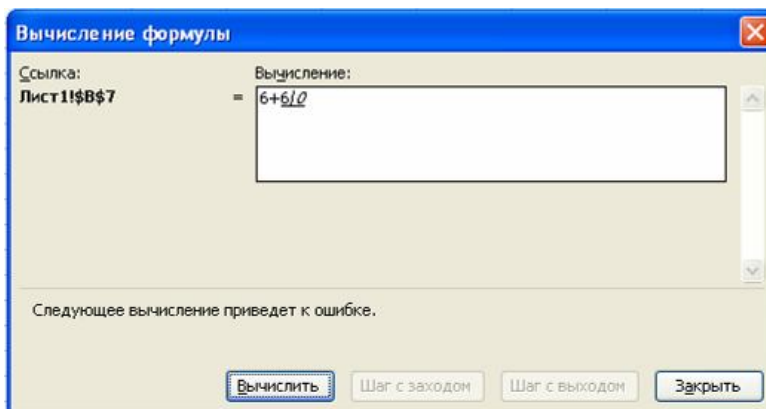 Вычисление формулы
Ссылка:
Вычисление:
Лист1!$B$7
=
6+6/0
Следующее вычисление приведет к ошибке.
Вычислить
Шаг с заходом
Шаг с выходом
Закрыть